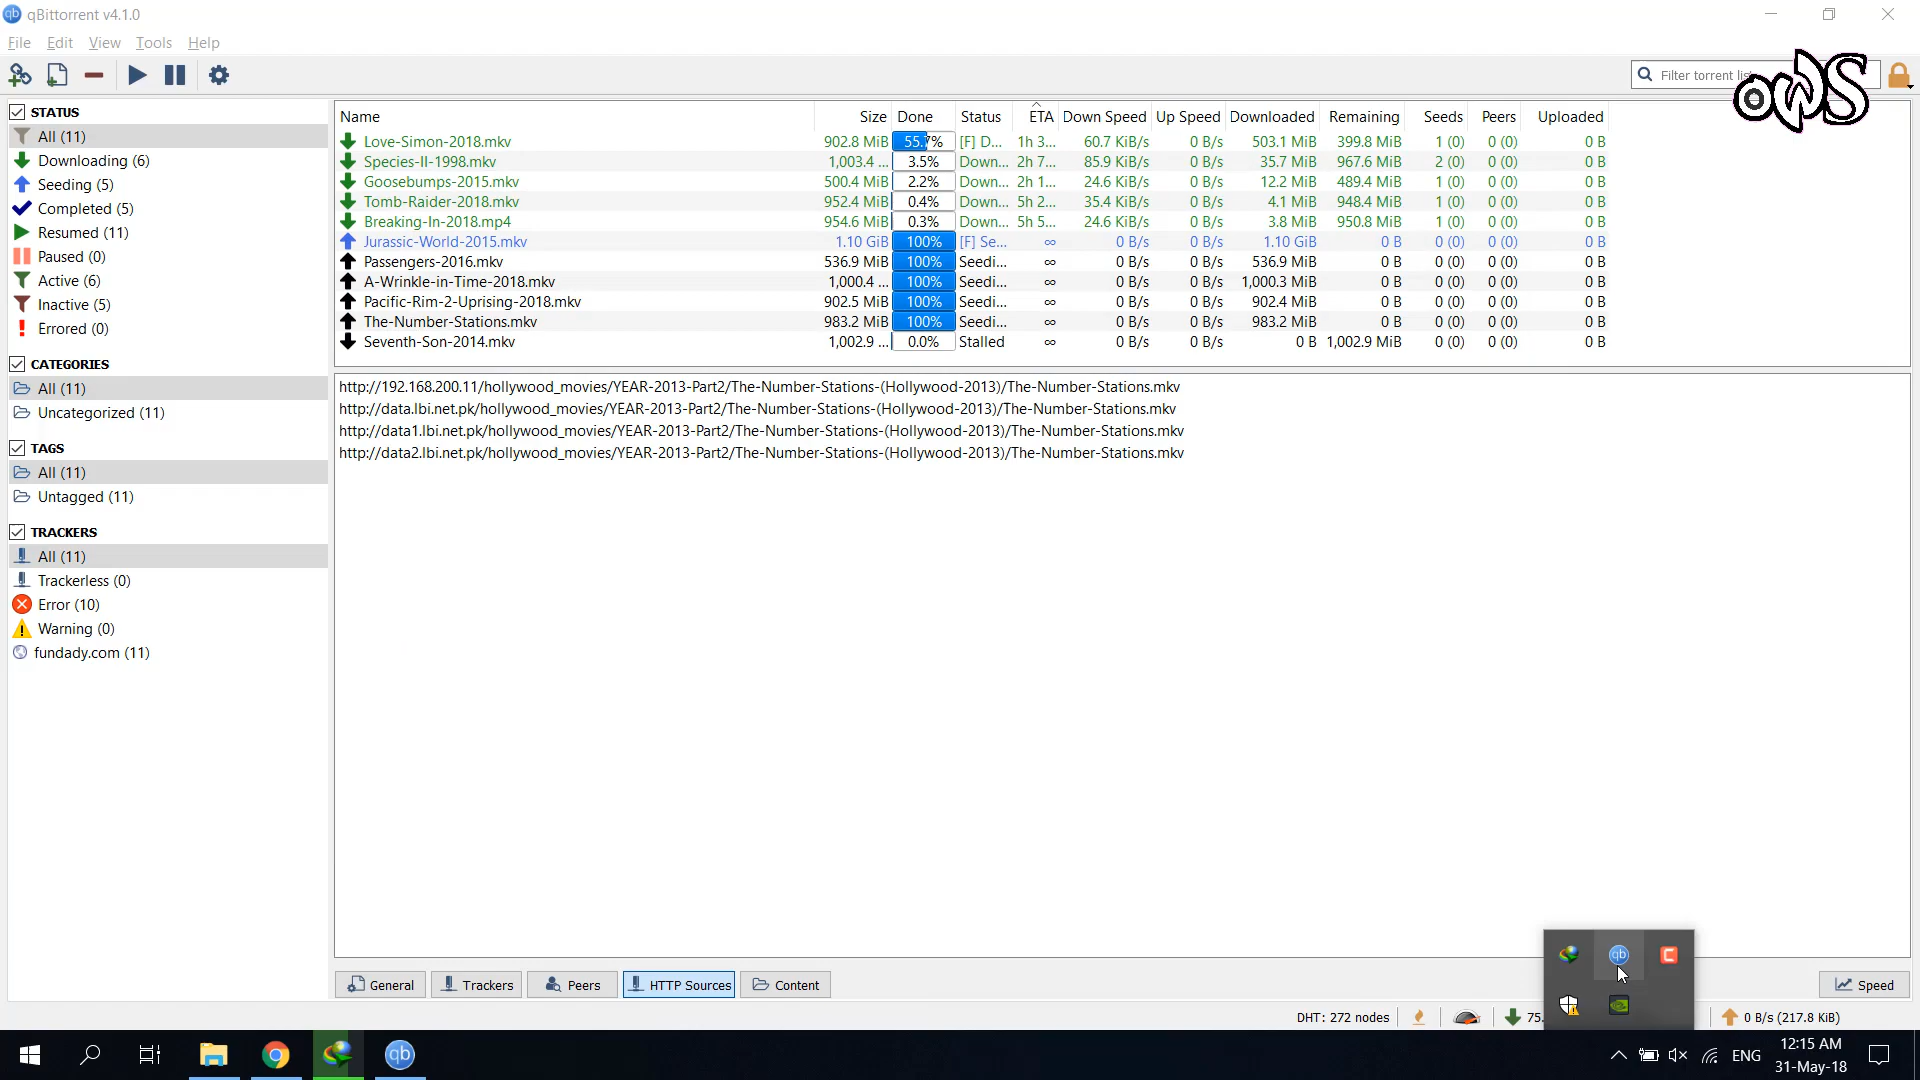 qBittorrent v4.1.0
File Edit View Tools Help
Filter torrent lis
oWS
STATUS
All (11)
Downloading (6)
Seeding (5)
Completed (5)
Resumed (11)
Paused (0)
Active (6)
Inactive (5)
Errored (0)
CATEGORIES
All (11)
Uncategorized (11)
TAGS
All (11)
Untagged (11)
TRACKERS
All (11)
Trackerless (0)
Error (10)
Warning (0)
fundady.com (11)
Name Size Done Status ETA Down Speed Up Speed Downloaded Remaining Seeds Peers Uploaded
Love-Simon-2018.mkv 902.8 MiB 55.7% [F] D... 1h 3... 60.7 KiB/s 0 B/s 503.1 MiB 399.8 MiB 1 (0) 0 (0) 0 B
Species-II-1998.mkv 1,003.4 ... 3.5% Down... 2h 7... 85.9 KiB/s 0 B/s 35.7 MiB 967.6 MiB 2 (0) 0 (0) 0 B
Goosebumps-2015.mkv 500.4 MiB 2.2% Down... 2h 1... 24.6 KiB/s 0 B/s 12.2 MiB 489.4 MiB 1 (0) 0 (0) 0 B
Tomb-Raider-2018.mkv 952.4 MiB 0.4% Down... 5h 2... 35.4 KiB/s 0 B/s 4.1 MiB 948.4 MiB 1 (0) 0 (0) 0 B
Breaking-In-2018.mp4 954.6 MiB 0.3% Down... 5h 5... 24.6 KiB/s 0 B/s 3.8 MiB 950.8 MiB 1 (0) 0 (0) 0 B
Jurassic-World-2015.mkv 1.10 GiB 100% [F] Se... ∞ 0 B/s 0 B/s 1.10 GiB 0 B 0 (0) 0 (0) 0 B
Passengers-2016.mkv 536.9 MiB 100% Seedi... ∞ 0 B/s 0 B/s 536.9 MiB 0 B 0 (0) 0 (0) 0 B
A-Wrinkle-in-Time-2018.mkv 1,000.4 ... 100% Seedi... ∞ 0 B/s 0 B/s 1,000.3 MiB 0 B 0 (0) 0 (0) 0 B
Pacific-Rim-2-Uprising-2018.mkv 902.5 MiB 100% Seedi... ∞ 0 B/s 0 B/s 902.4 MiB 0 B 0 (0) 0 (0) 0 B
The-Number-Stations.mkv 983.2 MiB 100% Seedi... ∞ 0 B/s 0 B/s 983.2 MiB 0 B 0 (0) 0 (0) 0 B
Seventh-Son-2014.mkv 1,002.9 ... 0.0% Stalled ∞ 0 B/s 0 B/s 0 B 1,002.9 MiB 0 (0) 0 (0) 0 B
http://192.168.200.11/hollywood_movies/YEAR-2013-Part2/The-Number-Stations-(Hollywood-2013)/The-Number-Stations.mkv
http://data.lbi.net.pk/hollywood_movies/YEAR-2013-Part2/The-Number-Stations-(Hollywood-2013)/The-Number-Stations.mkv
http://data1.lbi.net.pk/hollywood_movies/YEAR-2013-Part2/The-Number-Stations-(Hollywood-2013)/The-Number-Stations.mkv
http://data2.lbi.net.pk/hollywood_movies/YEAR-2013-Part2/The-Number-Stations-(Hollywood-2013)/The-Number-Stations.mkv
General Trackers Peers HTTP Sources Content Speed
DHT: 272 nodes 75. 0 B/s (217.8 KiB)
ENG
12:15 AM
31-May-18